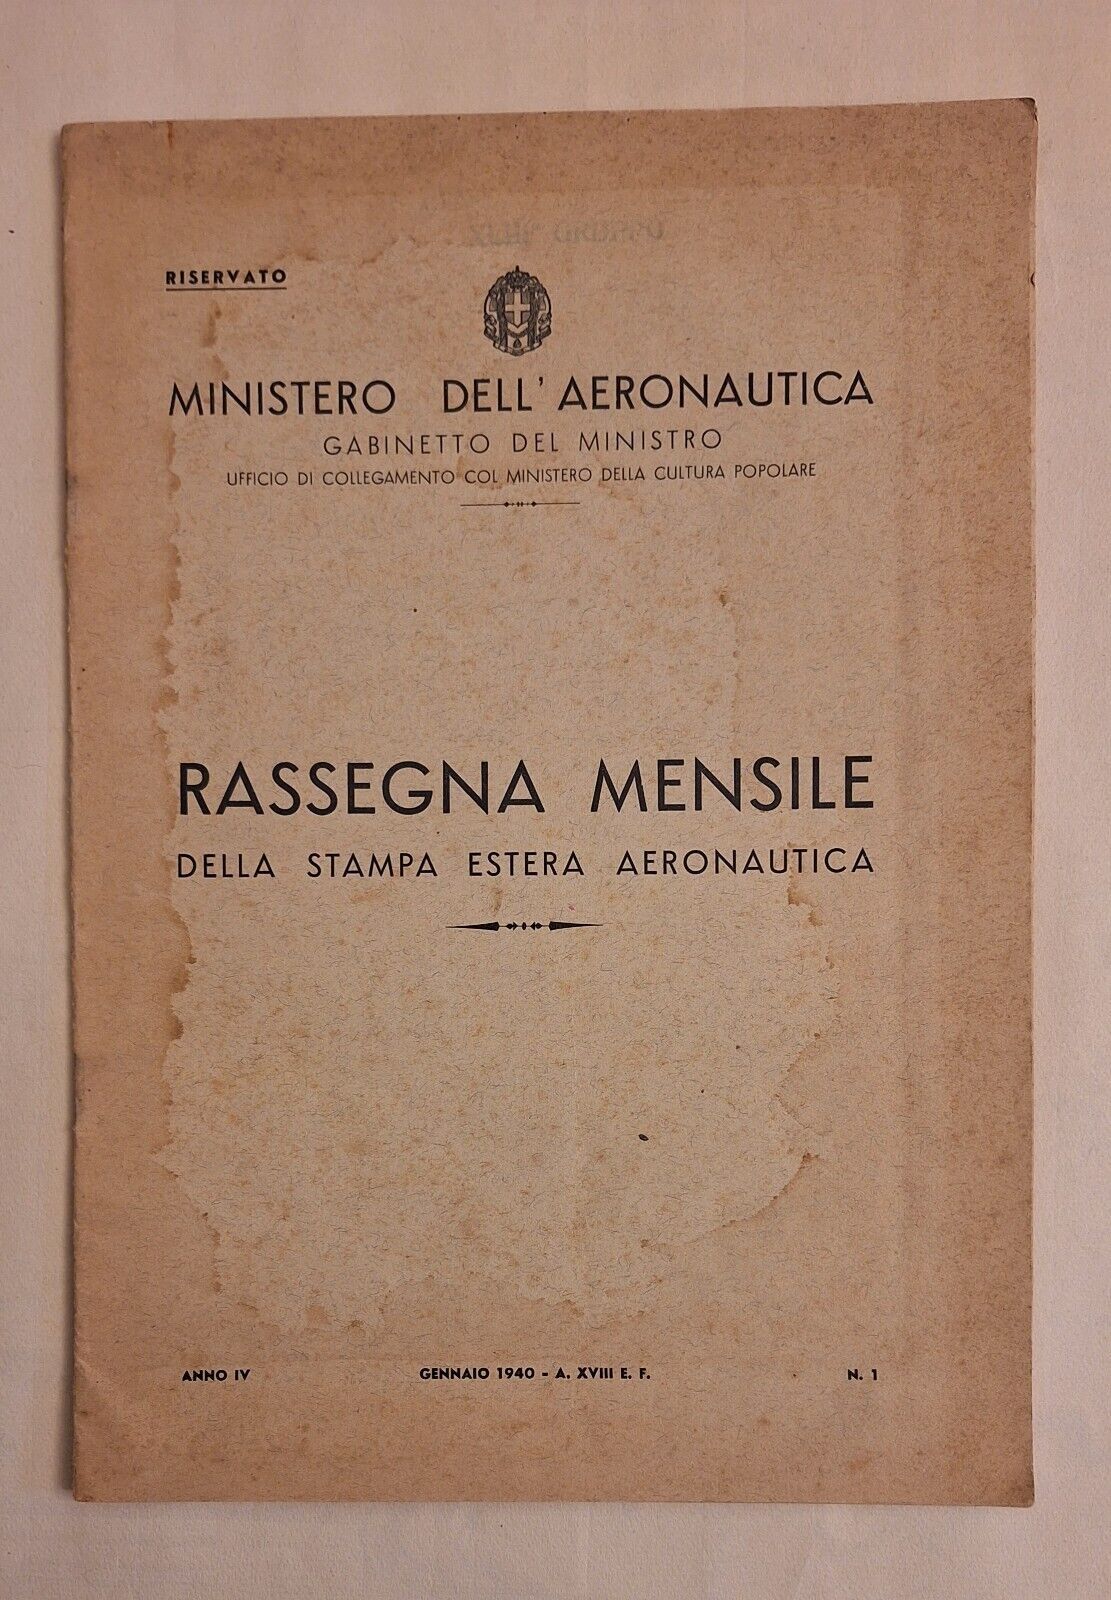 RISERVATO
MINISTERO DELL'AERONAUTICA
GABINETTO DEL MINISTRO
UFFICIO DI COLLEGAMENTO COL MINISTERO DELLA CULTURA POPOLARE
RASSEGNA MENSILE
DELLA STAMPA ESTERA AERONAUTICA
ANNO IV GENNAIO 1940 - A. XVIII E. F. N. 1